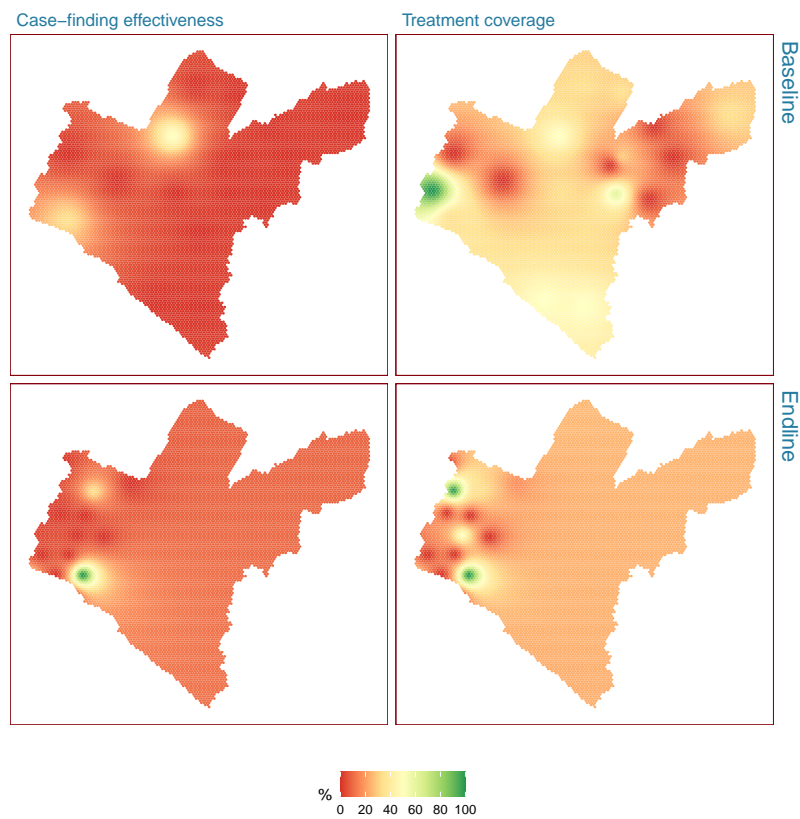 Case−finding effectiveness
Treatment coverage
Baseline
Endline
%
0 20 40 60 80 100